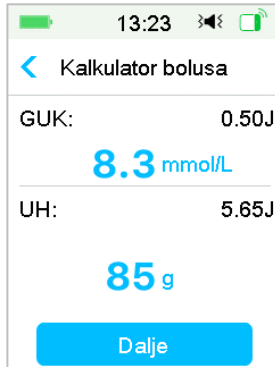 13:23
Kalkulator bolusa
GUK: 0.50J
8.3 mmol/L
UH: 5.65J
85 g
Dalje